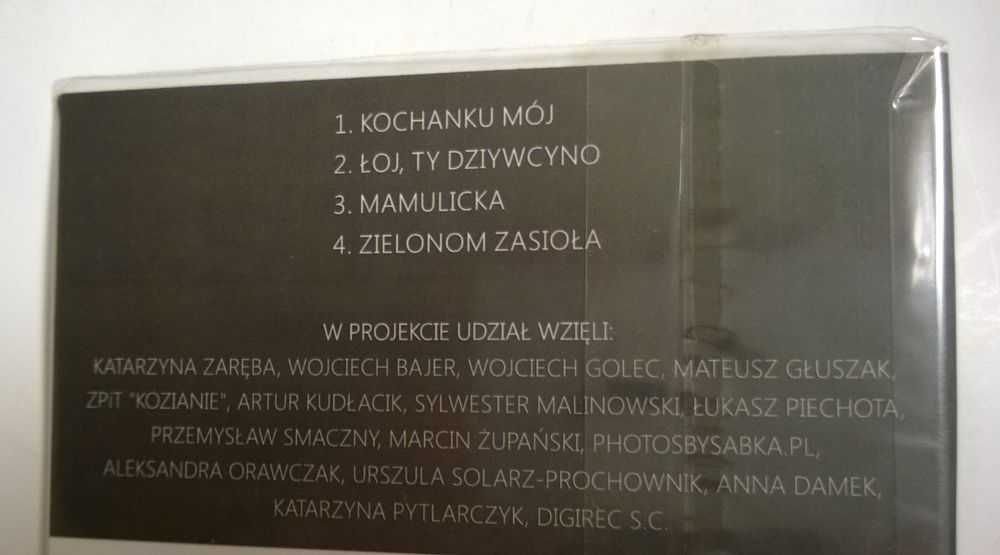 1. KOCHANKU MÓJ
2. ŁOJ, TY DZIYWCYNO
3. MAMULICKA
4. ZIELONOM ZASIOŁA
W PROJEKCIE UDZIAŁ WZIĘLI:
KATARZYNA ZARĘBA, WOJCIECH BAJER, WOJCIECH GOLEC, MATEUSZ GŁUSZAK,
ZPiT "KOZIANIE", ARTUR KUDŁACIK, SYLWESTER MALINOWSKI, ŁUKASZ PIECHOTA,
PRZEMYSŁAW SMACZNY, MARCIN ŻUPAŃSKI, PHOTOSBYSABKA.PL,
ALEKSANDRA ORAWCZAK, URSZULA SOLARZ-PROCHOWNIK, ANNA DAMEK,
KATARZYNA PYTLARCZYK, DIGIREC S.C.